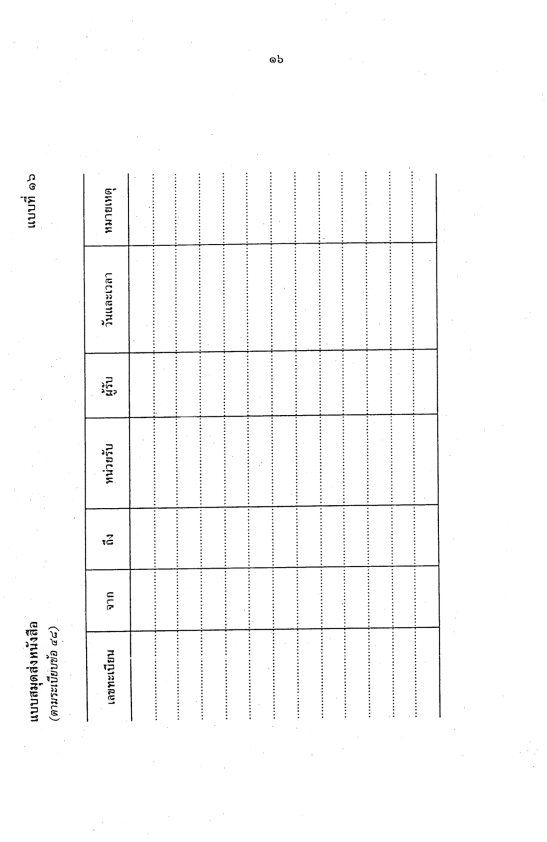 ๑๖
แบบที่ ๑๖
แบบสมุดส่งหนังสือ
(ตามระเบียบข้อ ๔๘)
เลขทะเบียน จาก ถึง หน่วยรับ ผู้รับ วันและเวลา หมายเหตุ